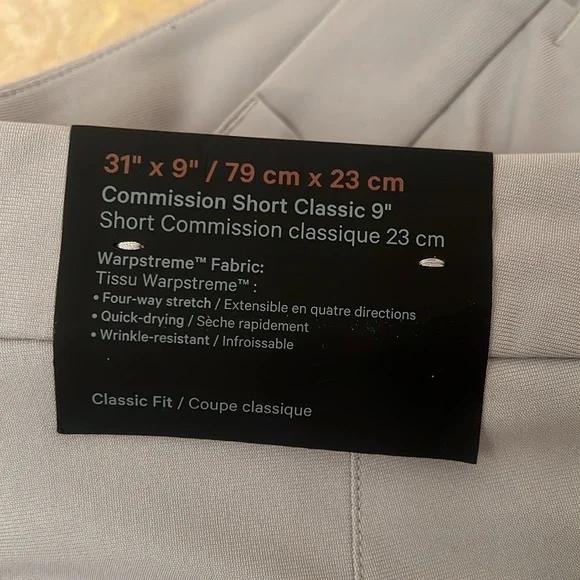 31" x 9" / 79 cm x 23 cm
Commission Short Classic 9"
Short Commission classique 23 cm
Warpstreme™ Fabric:
Tissu Warpstreme™ :
• Four-way stretch / Extensible en quatre directions
• Quick-drying / Sèche rapidement
• Wrinkle-resistant / Infroissable
Classic Fit / Coupe classique